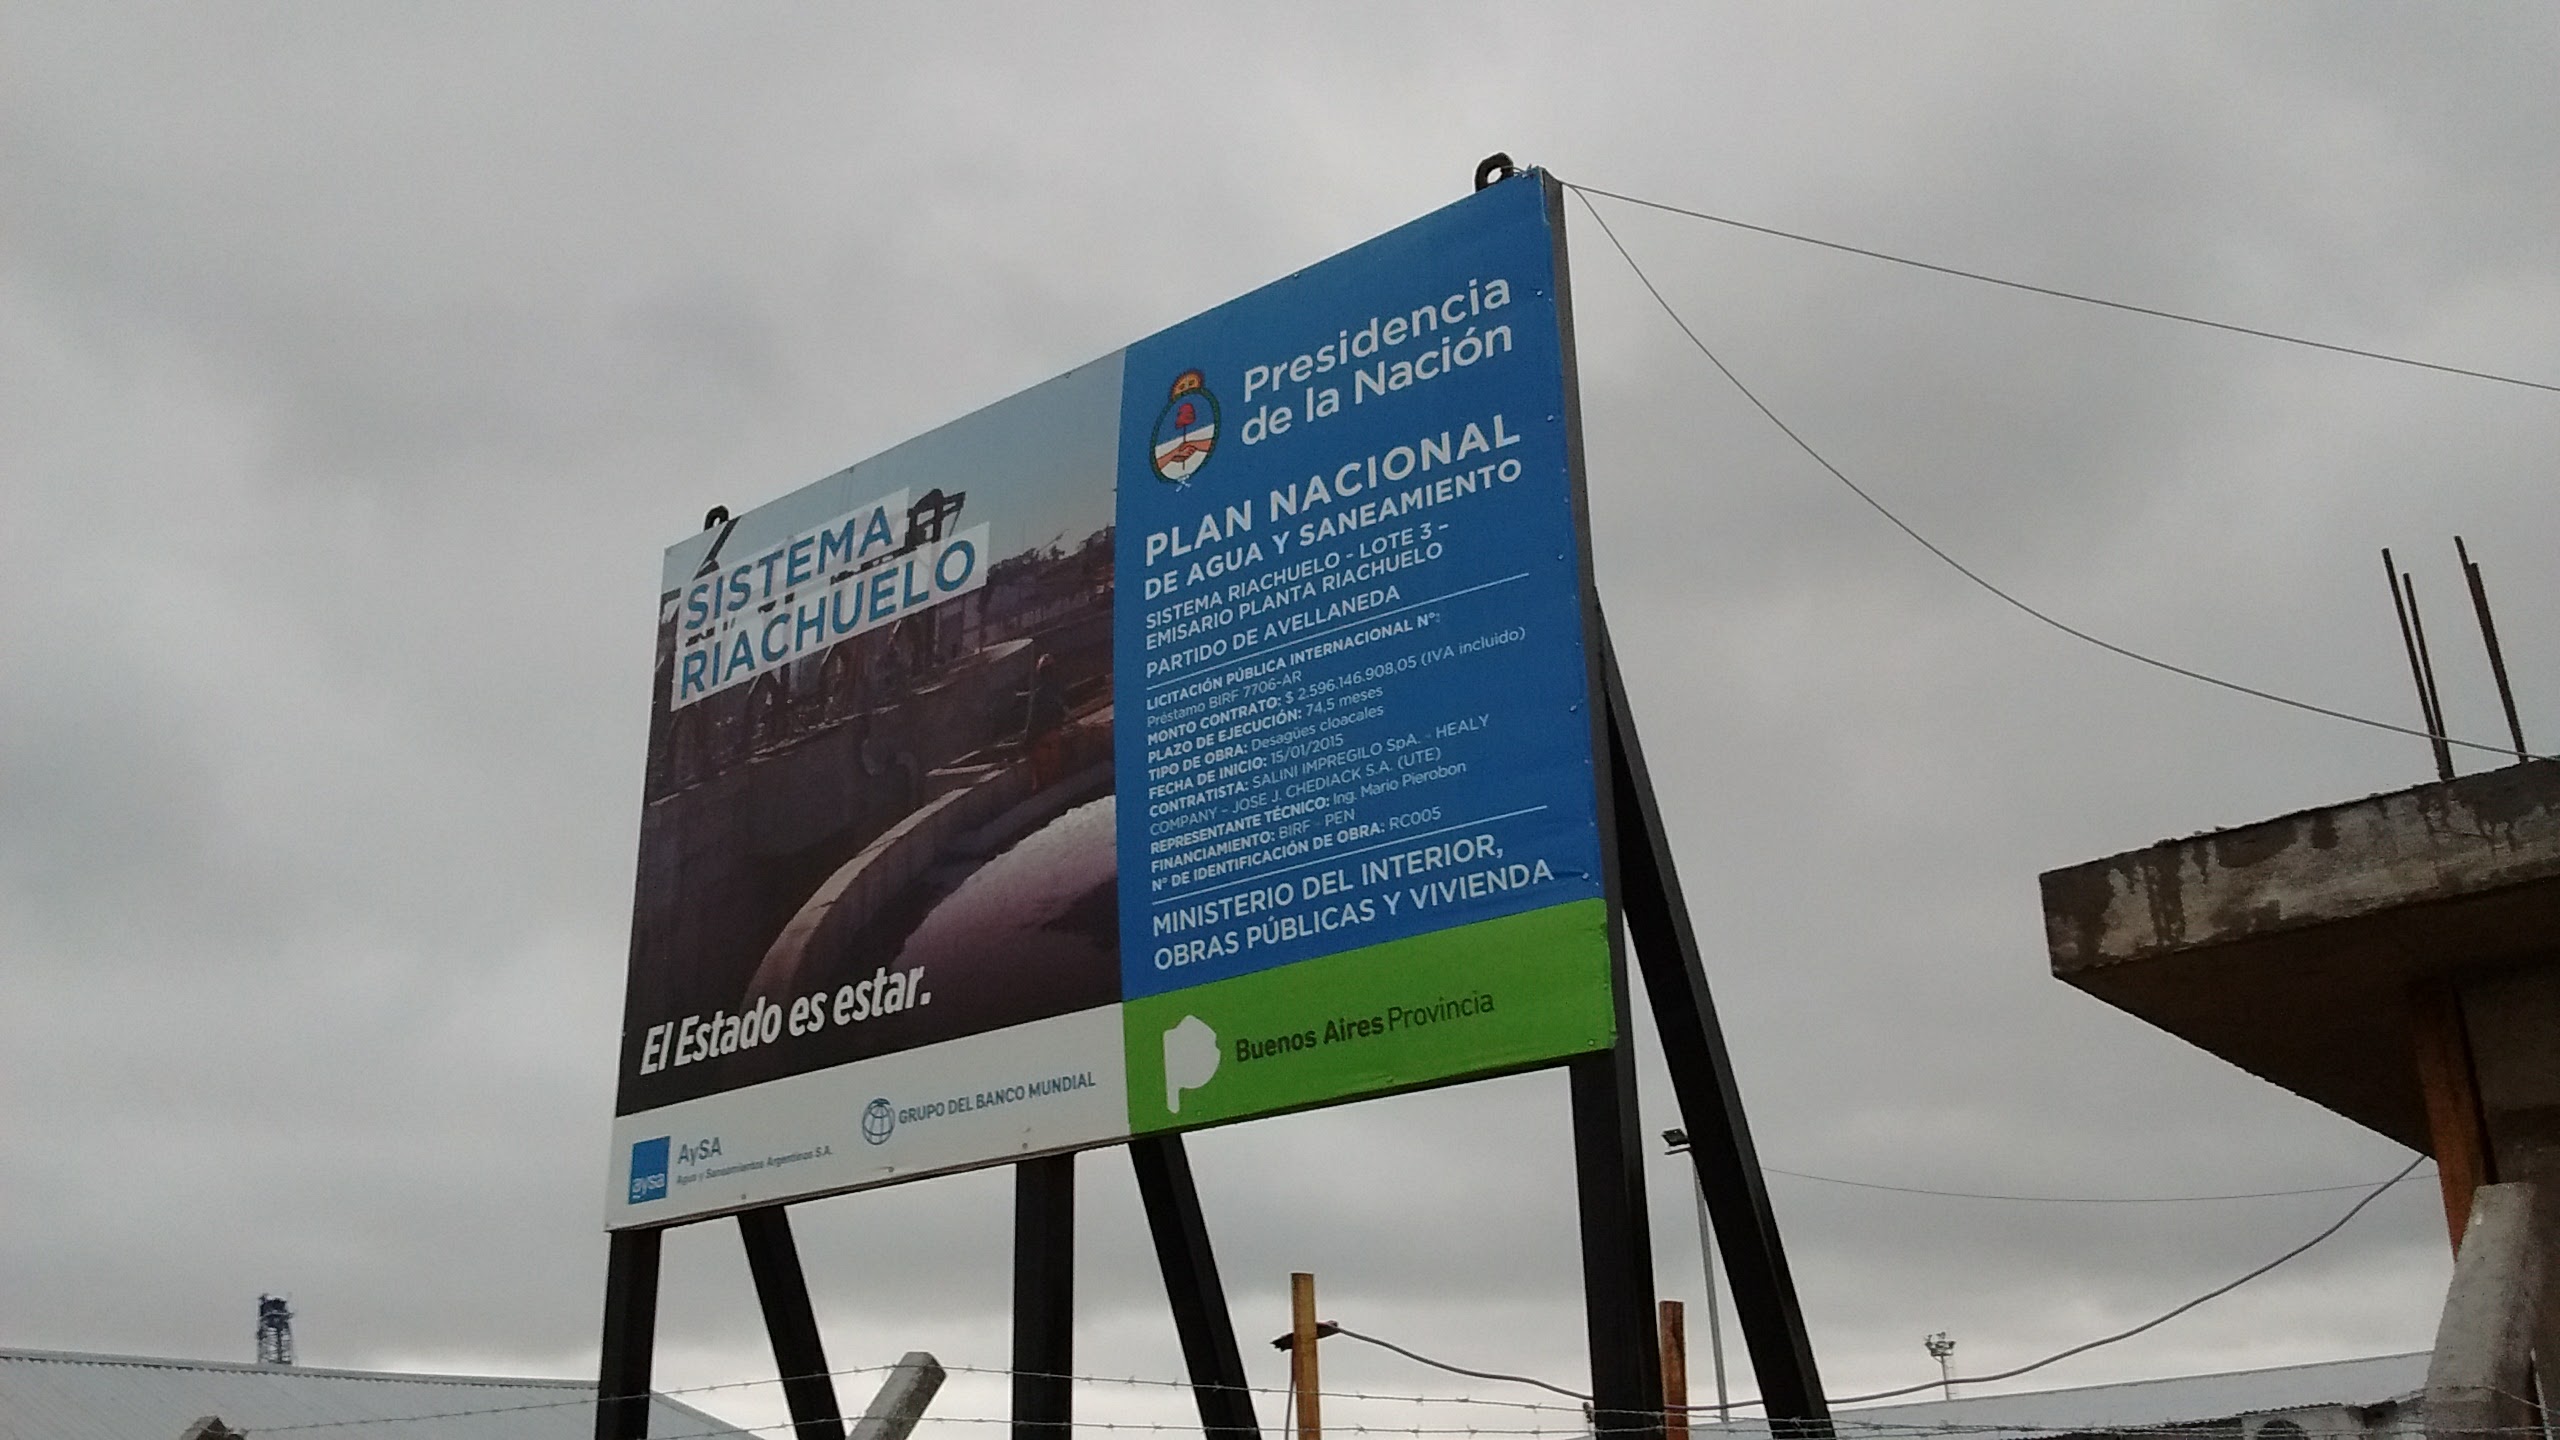 SISTEMA
RIACHUELO
El Estado es estar.
aysa
AySA
Agua y Saneamientos Argentinos S.A.
GRUPO DEL BANCO MUNDIAL
Presidencia
de la Nación
PLAN NACIONAL
DE AGUA Y SANEAMIENTO
SISTEMA RIACHUELO - LOTE 3 -
EMISARIO PLANTA RIACHUELO
PARTIDO DE AVELLANEDA
LICITACIÓN PÚBLICA INTERNACIONAL N°:
Préstamo BIRF 7706-AR
MONTO CONTRATO: $ 2.596.146.908,05 (IVA incluido)
PLAZO DE EJECUCIÓN: 74,5 meses
TIPO DE OBRA: Desagües cloacales
FECHA DE INICIO: 15/01/2015
CONTRATISTA: SALINI IMPREGILO SpA. - HEALY
COMPANY - JOSE J. CHEDIACK S.A. (UTE)
REPRESENTANTE TÉCNICO: Ing. Mario Pierobon
FINANCIAMIENTO: BIRF - PEN
N° DE IDENTIFICACIÓN DE OBRA: RC005
MINISTERIO DEL INTERIOR,
OBRAS PÚBLICAS Y VIVIENDA
Buenos Aires Provincia